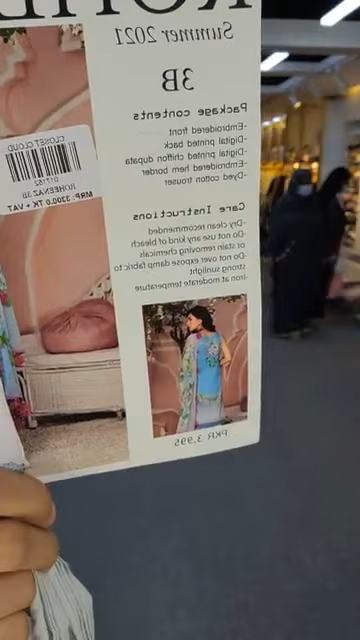 Summer 2021
3B
Package contents
-Embroidered front
-Digital printed back
-Digital printed chiffon dupata
-Embroidered hem border
-Dyed cotton trouser
Care Instructions
-Dry clean recommended
-Do not use any kind of bleach
or stain removing chemicals
-Do not over expose damp fabric to
strong sunlight
-Iron at moderate temperature
PKR 3,995
CLOSET CLOUD
ROHEENAZ 3B
MRP: 3300.0 TK + VAT